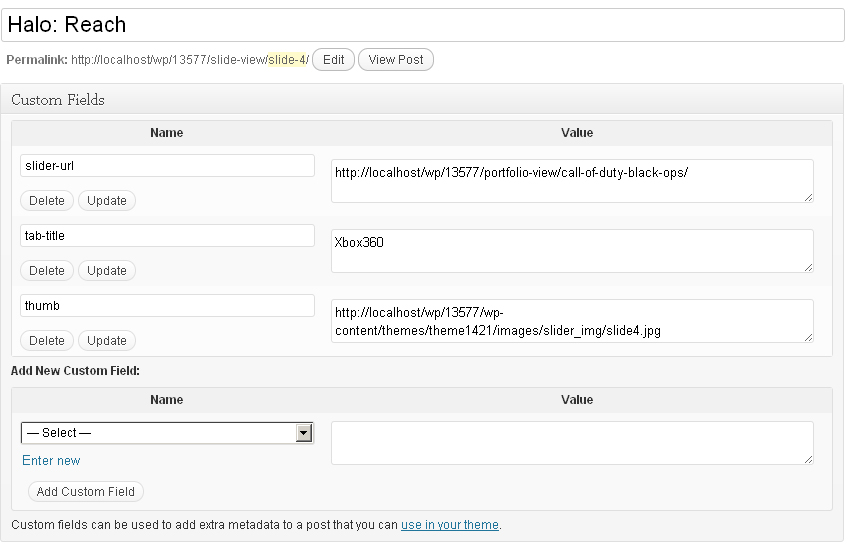 Halo: Reach
Permalink: http://localhost/wp/13577/slide-view/slide-4/ Edit View Post
Custom Fields
Name Value
slider-url
http://localhost/wp/13577/portfolio-view/call-of-duty-black-ops/
Delete Update
tab-title
Xbox360
Delete Update
thumb
http://localhost/wp/13577/wp-
content/themes/theme1421/images/slider_img/slide4.jpg
Delete Update
Add New Custom Field:
Name Value
— Select —
Enter new
Add Custom Field
Custom fields can be used to add extra metadata to a post that you can use in your theme.